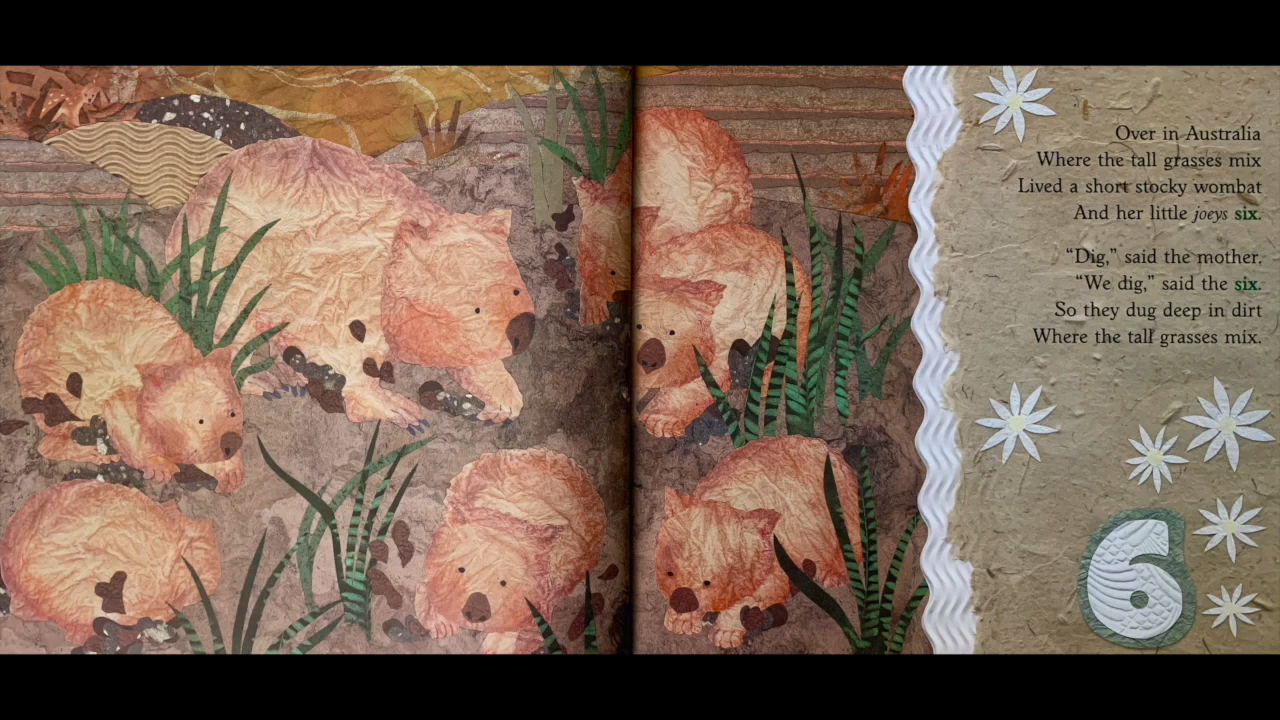 Over in Australia
Where the tall grasses mix
Lived a short stocky wombat
And her little joeys six.
“Dig,” said the mother.
“We dig,” said the six.
So they dug deep in dirt
Where the tall grasses mix.
6